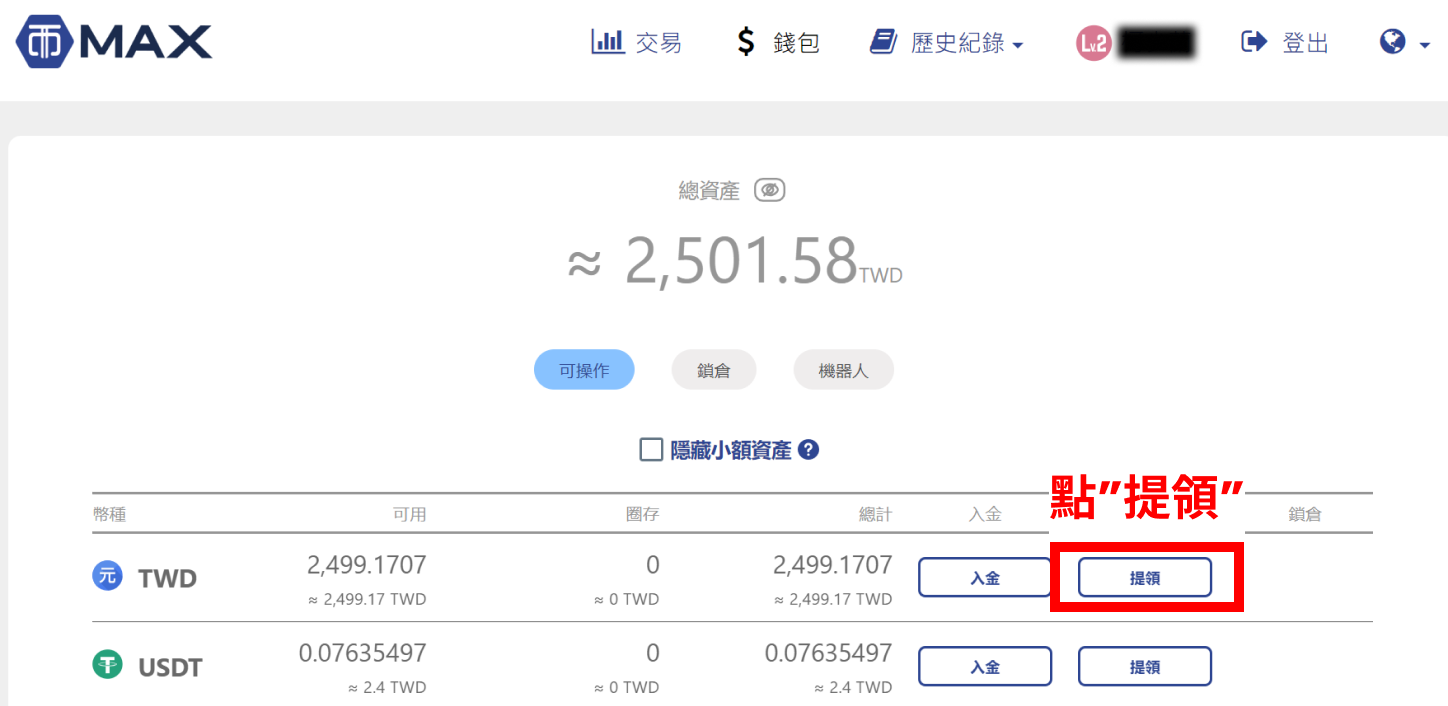 幣 MAX
交易 $ 錢包 歷史紀錄 Lv.2 登出
總資產
≈ 2,501.58TWD
可操作 鎖倉 機器人
隱藏小額資產 ?
點"提領"
幣種 可用 圈存 總計 入金 鎖倉
元 TWD 2,499.1707 0 2,499.1707 入金 提領
≈ 2,499.17 TWD ≈ 0 TWD ≈ 2,499.17 TWD
USDT 0.07635497 0 0.07635497 入金 提領
≈ 2.4 TWD ≈ 0 TWD ≈ 2.4 TWD